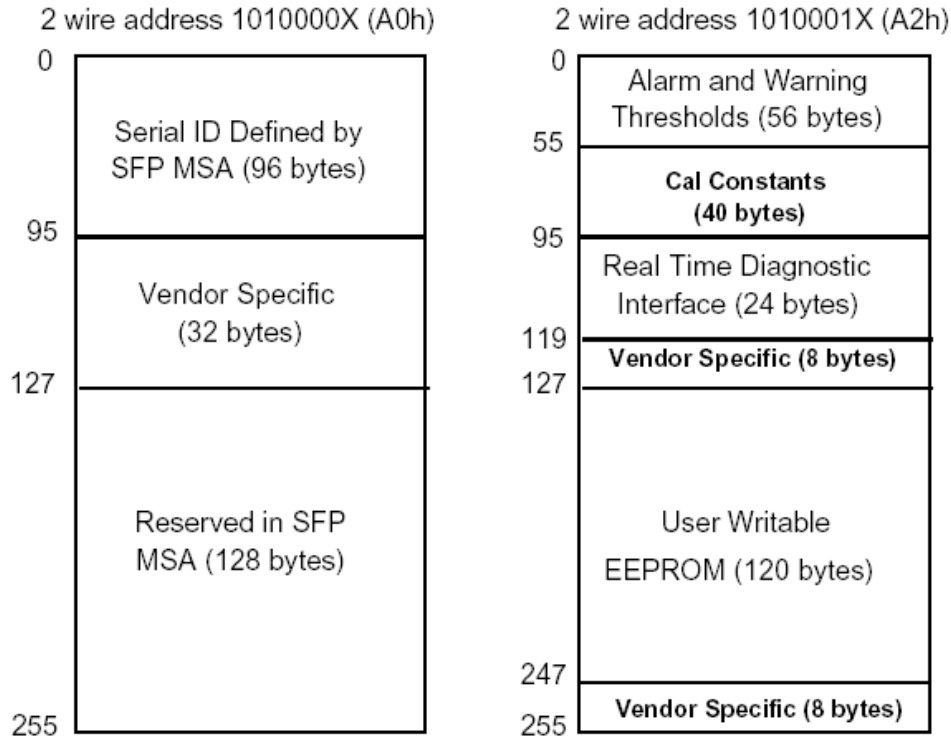 2 wire address 1010000X (A0h)
0
Serial ID Defined by
SFP MSA (96 bytes)
95
Vendor Specific
(32 bytes)
127
Reserved in SFP
MSA (128 bytes)
255
2 wire address 1010001X (A2h)
0
Alarm and Warning
Thresholds (56 bytes)
55
Cal Constants
(40 bytes)
95
Real Time Diagnostic
Interface (24 bytes)
119
Vendor Specific (8 bytes)
127
User Writable
EEPROM (120 bytes)
247
Vendor Specific (8 bytes)
255